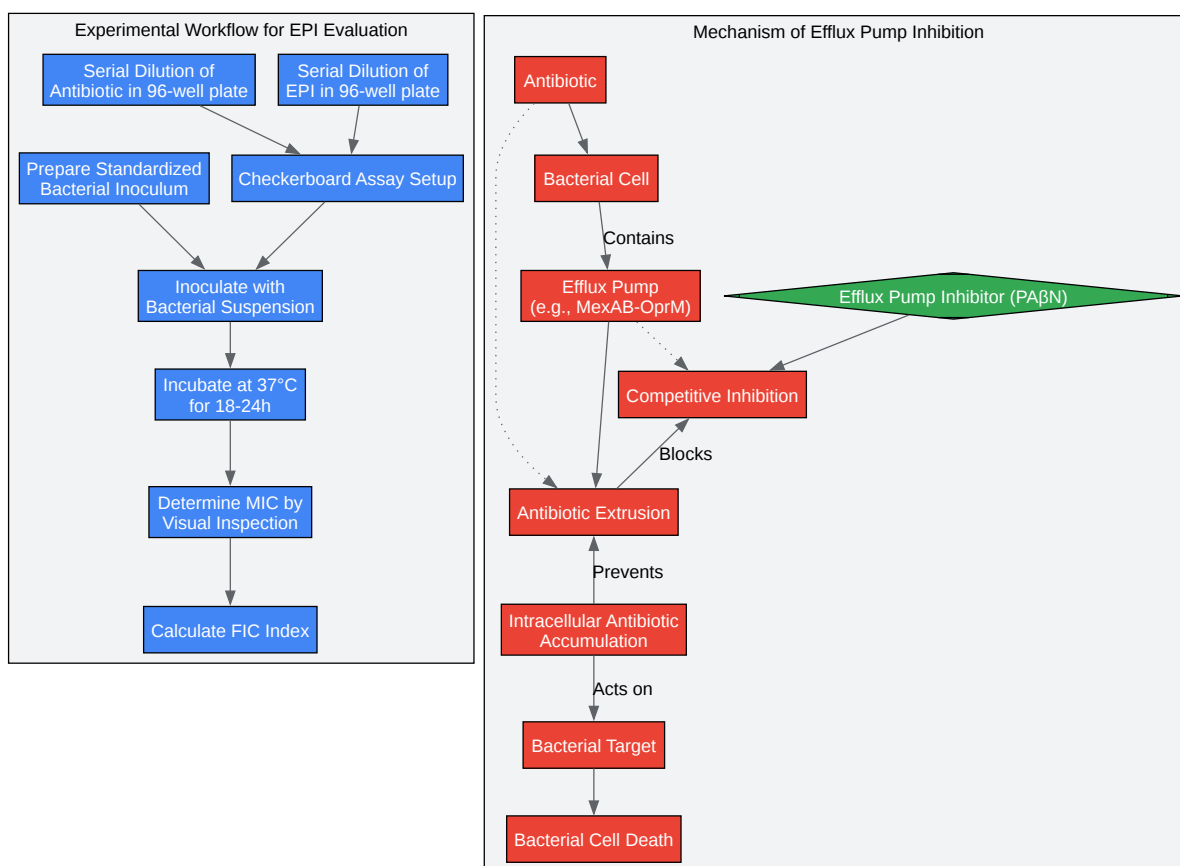 Experimental Workflow for EPI Evaluation
Serial Dilution of
Antibiotic in 96-well plate
Serial Dilution of
EPI in 96-well plate
Prepare Standardized
Bacterial Inoculum
Checkerboard Assay Setup
Inoculate with
Bacterial Suspension
Incubate at 37°C
for 18-24h
Determine MIC by
Visual Inspection
Calculate FIC Index
Mechanism of Efflux Pump Inhibition
Antibiotic
Bacterial Cell
Contains
Efflux Pump
(e.g., MexAB-OprM)
Efflux Pump Inhibitor (PAβN)
Competitive Inhibition
Blocks
Antibiotic Extrusion
Prevents
Intracellular Antibiotic
Accumulation
Acts on
Bacterial Target
Bacterial Cell Death